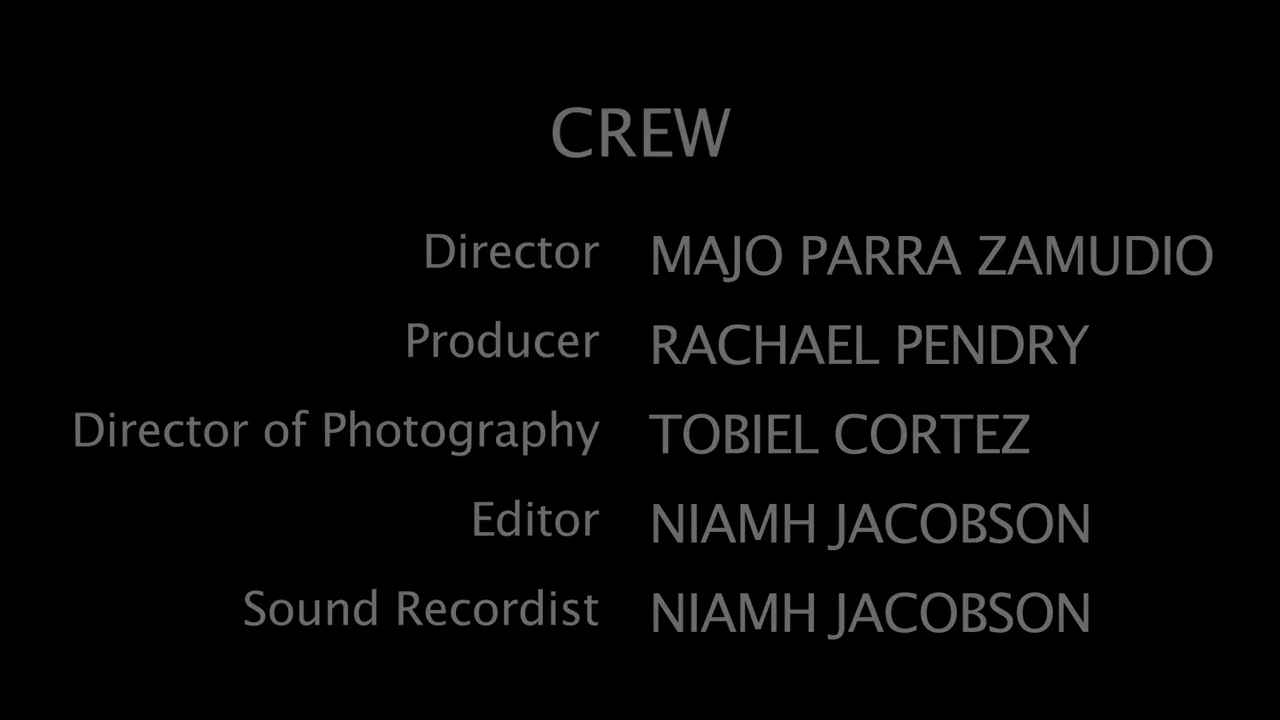 CREW
Director MAJO PARRA ZAMUDIO
Producer RACHAEL PENDRY
Director of Photography TOBIEL CORTEZ
Editor NIAMH JACOBSON
Sound Recordist NIAMH JACOBSON